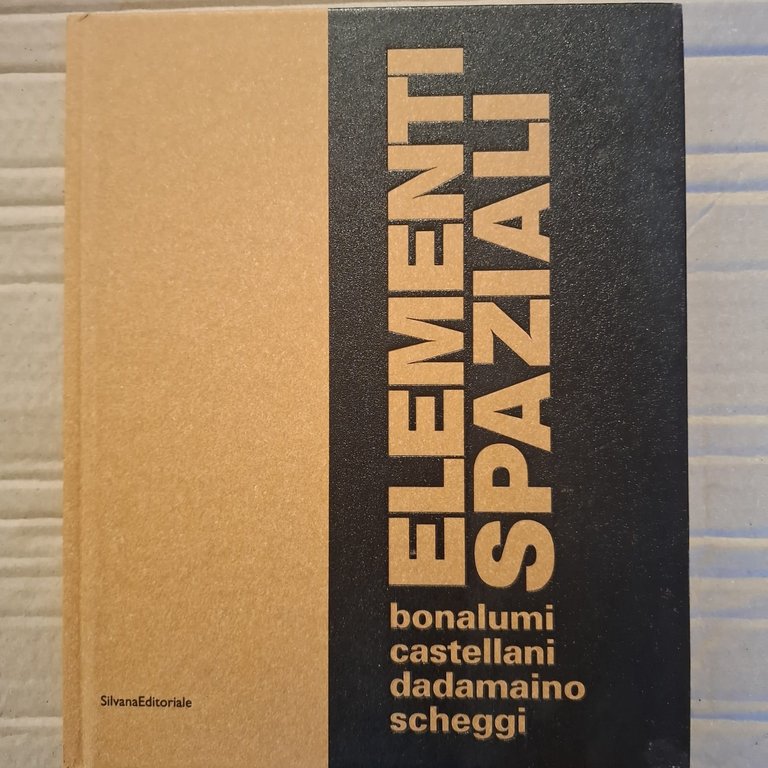 ELEMENTI
SPAZIALI
bonalumi
castellani
dadamaino
scheggi
SilvanaEditoriale